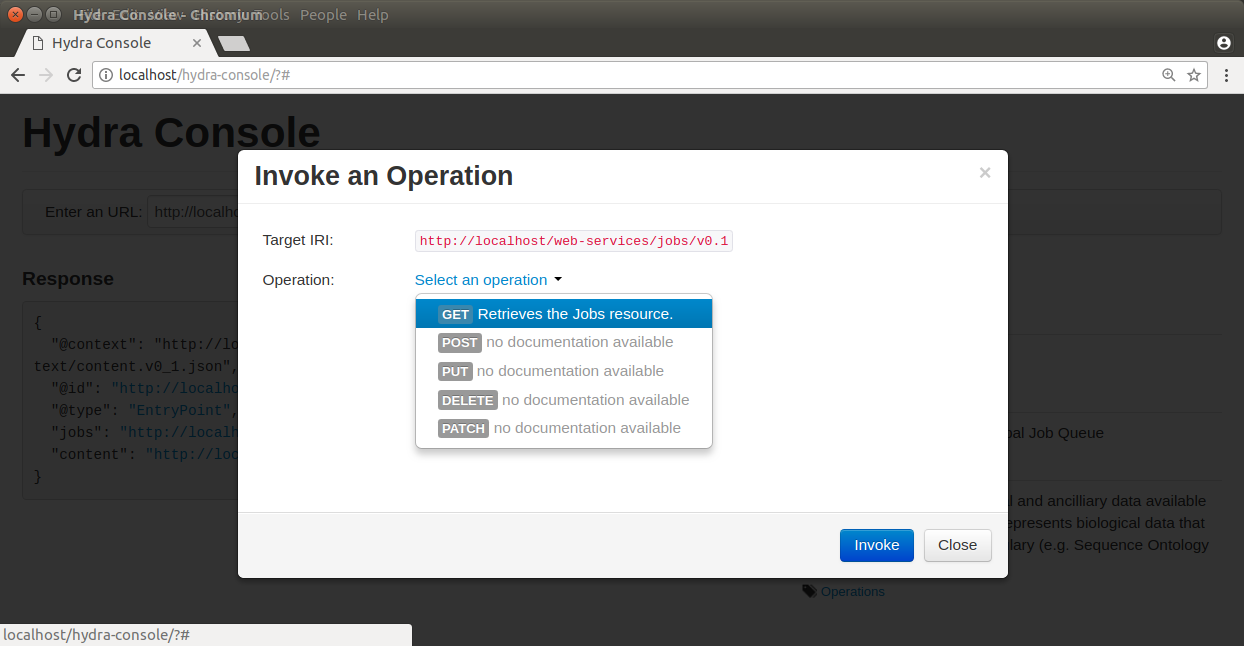 Hydra Console - Chromium
Tools People Help
Hydra Console
localhost/hydra-console/?#
Hydra Console
Enter an URL: http://localho
Invoke an Operation
×
Target IRI: http://localhost/web-services/jobs/v0.1
Operation: Select an operation
GET Retrieves the Jobs resource.
POST no documentation available
PUT no documentation available
DELETE no documentation available
PATCH no documentation available
Invoke Close
Response
{
"@context": "http://lo
text/content.v0_1.json",
"@id": "http://localho
"@type": "EntryPoint",
"jobs": "http://localh
"content": "http://loc
}
bal Job Queue
l and ancilliary data available
epresents biological data that
lary (e.g. Sequence Ontology
Operations
localhost/hydra-console/?#